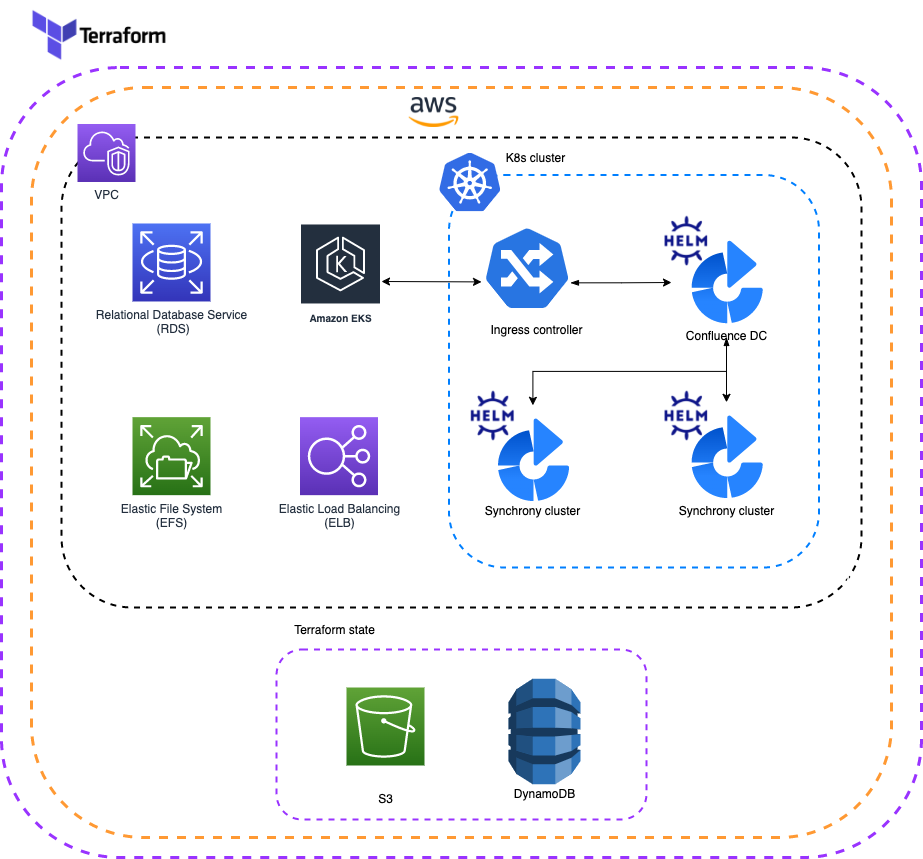 Terraform
aws
VPC
K8s cluster
HELM
Relational Database Service
(RDS)
Amazon EKS
Ingress controller
Confluence DC
HELM
HELM
Elastic File System
(EFS)
Elastic Load Balancing
(ELB)
Synchrony cluster
Synchrony cluster
Terraform state
S3
DynamoDB